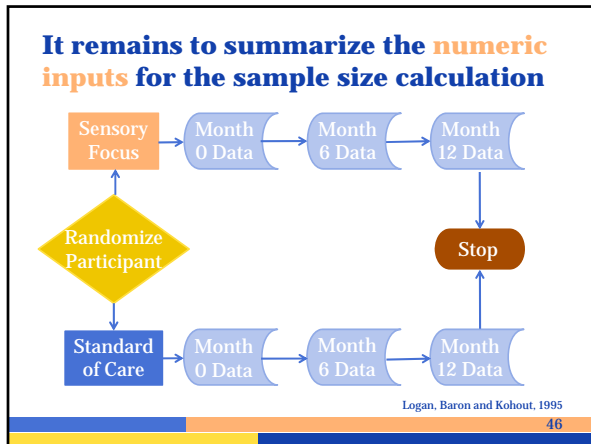 It remains to summarize the numeric
inputs for the sample size calculation
Sensory
Focus
Month
0 Data
Month
6 Data
Month
12 Data
Randomize
Participant
Stop
Standard
of Care
Month
0 Data
Month
6 Data
Month
12 Data
Logan, Baron and Kohout, 1995
46